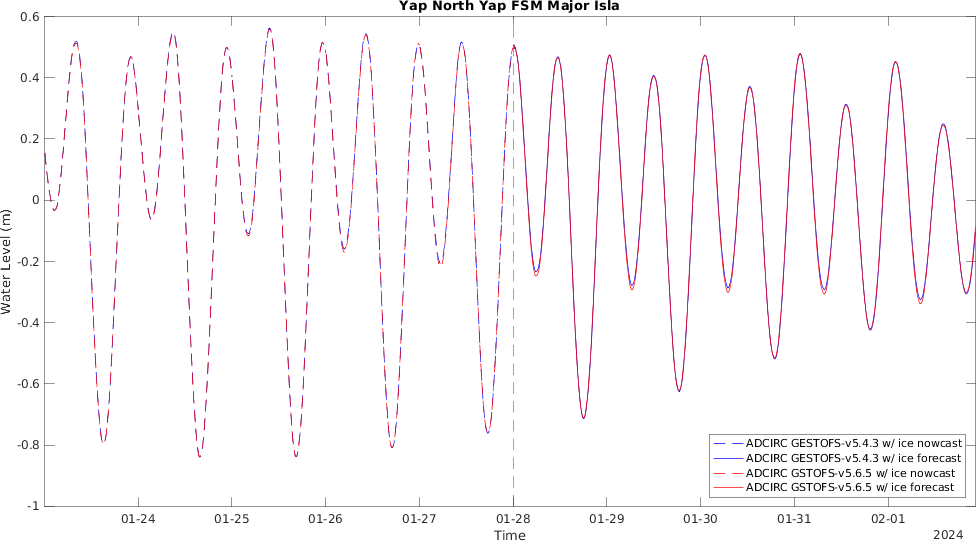 Yap North Yap FSM Major Isla
0.6
0.4
0.2
0
-0.2
-0.4
-0.6
-0.8
-1
Water Level (m)
ADCIRC GESTOFS-v5.4.3 w/ ice nowcast
ADCIRC GESTOFS-v5.4.3 w/ ice forecast
ADCIRC GSTOFS-v5.6.5 w/ ice nowcast
ADCIRC GSTOFS-v5.6.5 w/ ice forecast
01-24 01-25 01-26 01-27 01-28 01-29 01-30 01-31 02-01
Time
2024